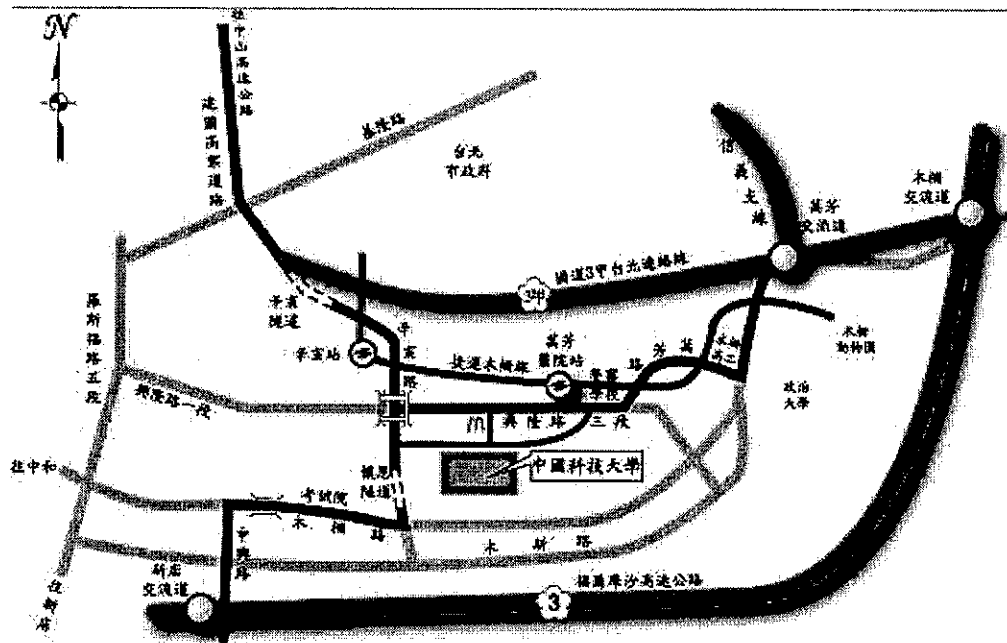 N
往中山高速公路
建國高架道路
基隆路
台北
市政府
信義支線
木柵
交流道
萬芳
交流道
國道3甲台北連絡線
3甲
辛亥
隧道
辛亥站
辛亥路
捷運木柵線
萬芳
醫院站
萬芳路
木柵
動物園
政治
大學
羅斯福路五段
興隆路一段
興隆路三段
中國科技大學
懷恩
隧道
往中和
考試院
木柵路
中興路
木新路
新店
交流道
往新店
福爾摩沙高速公路
3